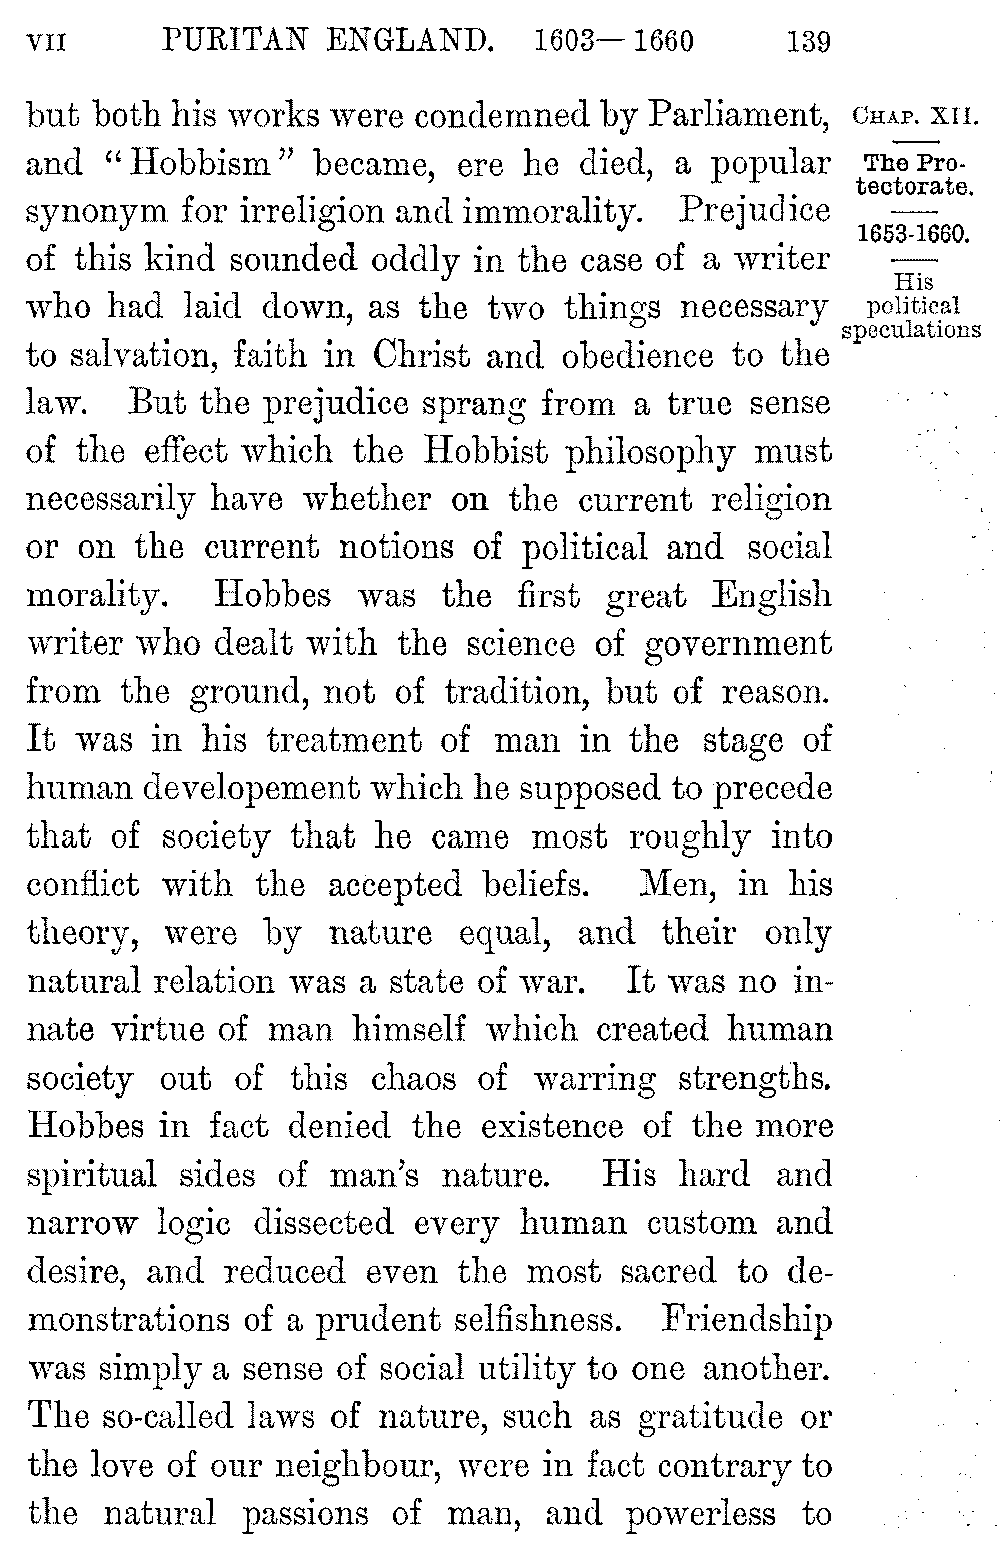 VII PURITAN ENGLAND. 1603—1660 139
but both his works were condemned by Parliament,
and “Hobbism” became, ere he died, a popular
synonym for irreligion and immorality. Prejudice
of this kind sounded oddly in the case of a writer
who had laid down, as the two things necessary
to salvation, faith in Christ and obedience to the
law. But the prejudice sprang from a true sense
of the effect which the Hobbist philosophy must
necessarily have whether on the current religion
or on the current notions of political and social
morality. Hobbes was the first great English
writer who dealt with the science of government
from the ground, not of tradition, but of reason.
It was in his treatment of man in the stage of
human developement which he supposed to precede
that of society that he came most roughly into
conflict with the accepted beliefs. Men, in his
theory, were by nature equal, and their only
natural relation was a state of war. It was no in-
nate virtue of man himself which created human
society out of this chaos of warring strengths.
Hobbes in fact denied the existence of the more
spiritual sides of man's nature. His hard and
narrow logic dissected every human custom and
desire, and reduced even the most sacred to de-
monstrations of a prudent selfishness. Friendship
was simply a sense of social utility to one another.
The so-called laws of nature, such as gratitude or
the love of our neighbour, were in fact contrary to
the natural passions of man, and powerless to
CHAP. XII.
The Pro-
tectorate.
1653-1660.
His
political
speculations